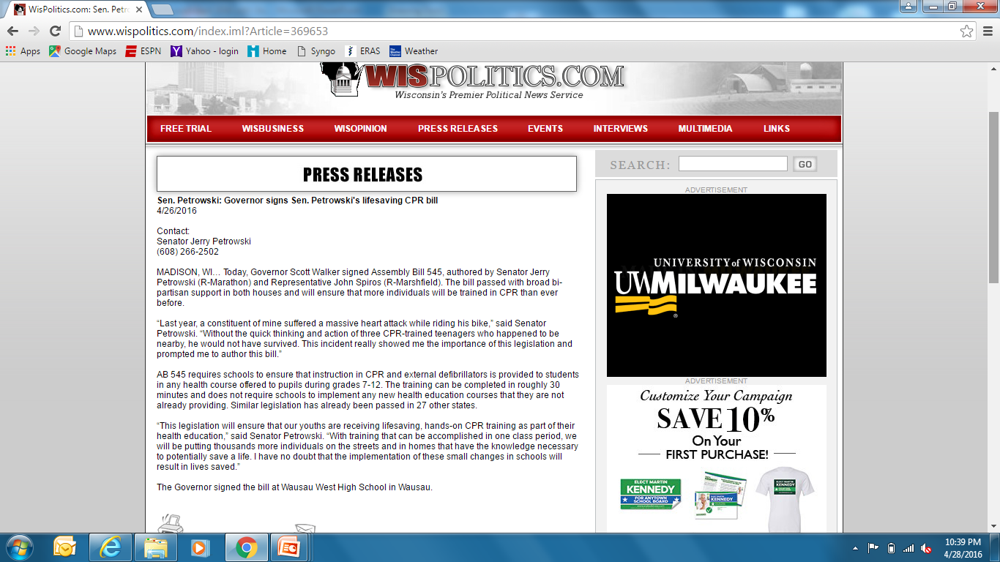 WisPolitics.com: Sen. Petro
www.wispolitics.com/index.iml?Article=369653
Apps Google Maps ESPN Yahoo - login Home Syngo ERAS Weather
WISPOLITICS.COM
Wisconsin's Premier Political News Service
FREE TRIAL WISBUSINESS WISOPINION PRESS RELEASES EVENTS INTERVIEWS MULTIMEDIA LINKS
PRESS RELEASES
Sen. Petrowski: Governor signs Sen. Petrowski's lifesaving CPR bill
4/26/2016
Contact:
Senator Jerry Petrowski
(608) 266-2502
MADISON, WI… Today, Governor Scott Walker signed Assembly Bill 545, authored by Senator Jerry
Petrowski (R-Marathon) and Representative John Spiros (R-Marshfield). The bill passed with broad bi-
partisan support in both houses and will ensure that more individuals will be trained in CPR than ever
before.
“Last year, a constituent of mine suffered a massive heart attack while riding his bike,” said Senator
Petrowski. “Without the quick thinking and action of three CPR-trained teenagers who happened to be
nearby, he would not have survived. This incident really showed me the importance of this legislation and
prompted me to author this bill.”
AB 545 requires schools to ensure that instruction in CPR and external defibrillators is provided to students
in any health course offered to pupils during grades 7-12. The training can be completed in roughly 30
minutes and does not require schools to implement any new health education courses that they are not
already providing. Similar legislation has already been passed in 27 other states.
“This legislation will ensure that our youths are receiving lifesaving, hands-on CPR training as part of their
health education,” said Senator Petrowski. “With training that can be accomplished in one class period, we
will be putting thousands more individuals on the streets and in homes that have the knowledge necessary
to potentially save a life. I have no doubt that the implementation of these small changes in schools will
result in lives saved.”
The Governor signed the bill at Wausau West High School in Wausau.
SEARCH: GO
ADVERTISEMENT
UNIVERSITY of WISCONSIN
UWMILWAUKEE
ADVERTISEMENT
Customize Your Campaign
SAVE 10%
On Your
FIRST PURCHASE!
ELECT MARTIN
KENNEDY
FOR ANYTOWN
SCHOOL BOARD
KENNEDY
KENNEDY
10:39 PM
4/28/2016